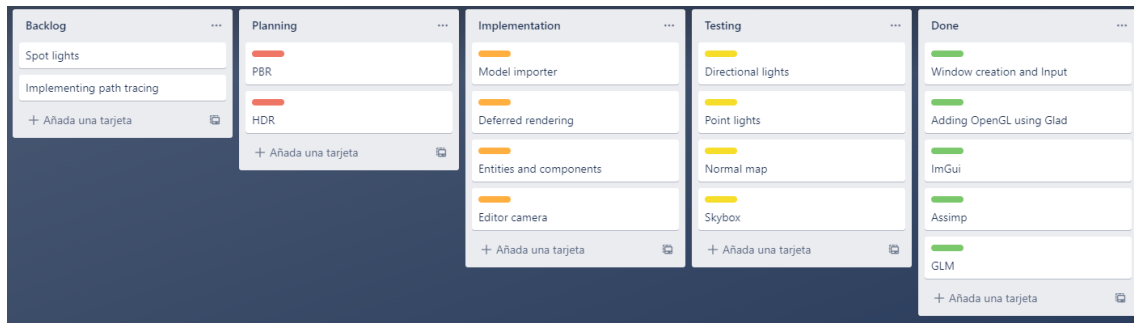 Backlog
Spot lights
Implementing path tracing
+ Añada una tarjeta
Planning
PBR
HDR
+ Añada una tarjeta
Implementation
Model importer
Deferred rendering
Entities and components
Editor camera
+ Añada una tarjeta
Testing
Directional lights
Point lights
Normal map
Skybox
+ Añada una tarjeta
Done
Window creation and Input
Adding OpenGL using Glad
ImGui
Assimp
GLM
+ Añada una tarjeta